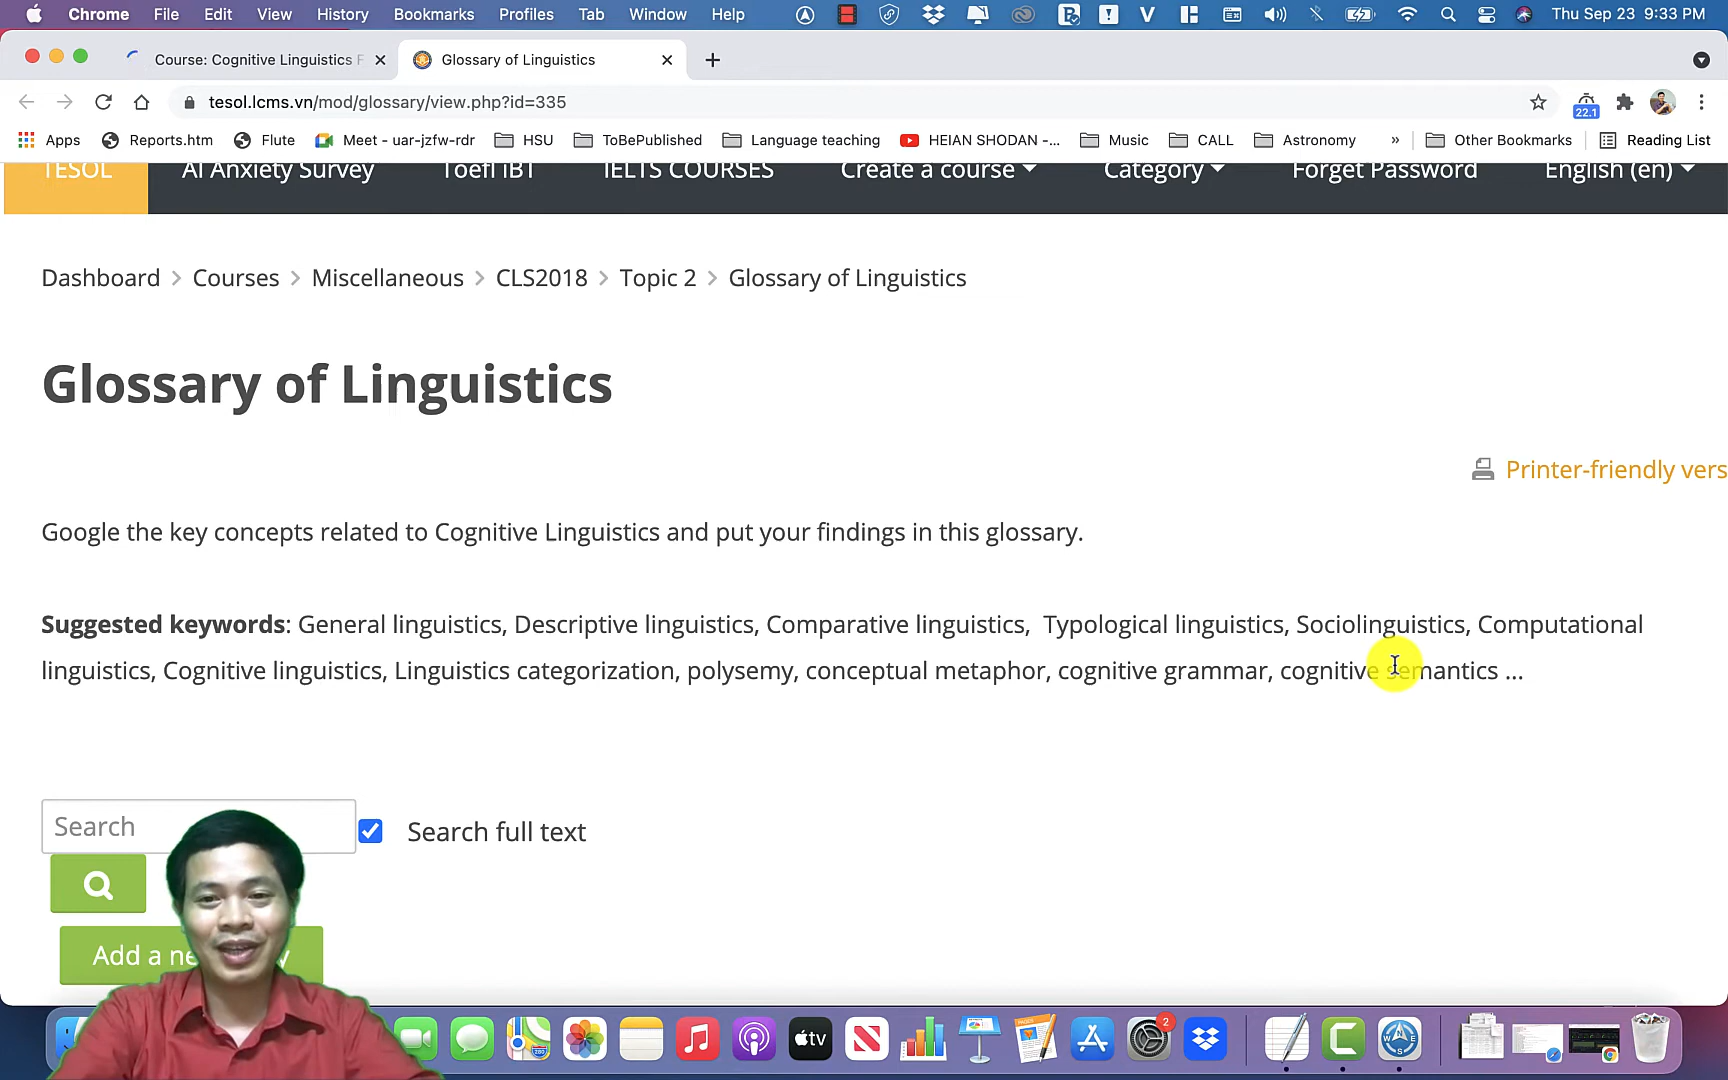 Chrome File Edit View History Bookmarks Profiles Tab Window Help Thu Sep 23 9:33 PM
Course: Cognitive Linguistics F Glossary of Linguistics
tesol.lcms.vn/mod/glossary/view.php?id=335 22.1
Apps Reports.htm Flute Meet - uar-jzfw-rdr HSU ToBePublished Language teaching HEIAN SHODAN -... Music CALL Astronomy » Other Bookmarks Reading List
TESOL AI Anxiety Survey Toefl IBT IELTS COURSES Create a course Category Forget Password English (en)
Dashboard > Courses > Miscellaneous > CLS2018 > Topic 2 > Glossary of Linguistics
Glossary of Linguistics
Printer-friendly vers
Google the key concepts related to Cognitive Linguistics and put your findings in this glossary.
Suggested keywords: General linguistics, Descriptive linguistics, Comparative linguistics, Typological linguistics, Sociolinguistics, Computational
linguistics, Cognitive linguistics, Linguistics categorization, polysemy, conceptual metaphor, cognitive grammar, cognitive semantics ...
Search Search full text
Add a ne y
tv 2